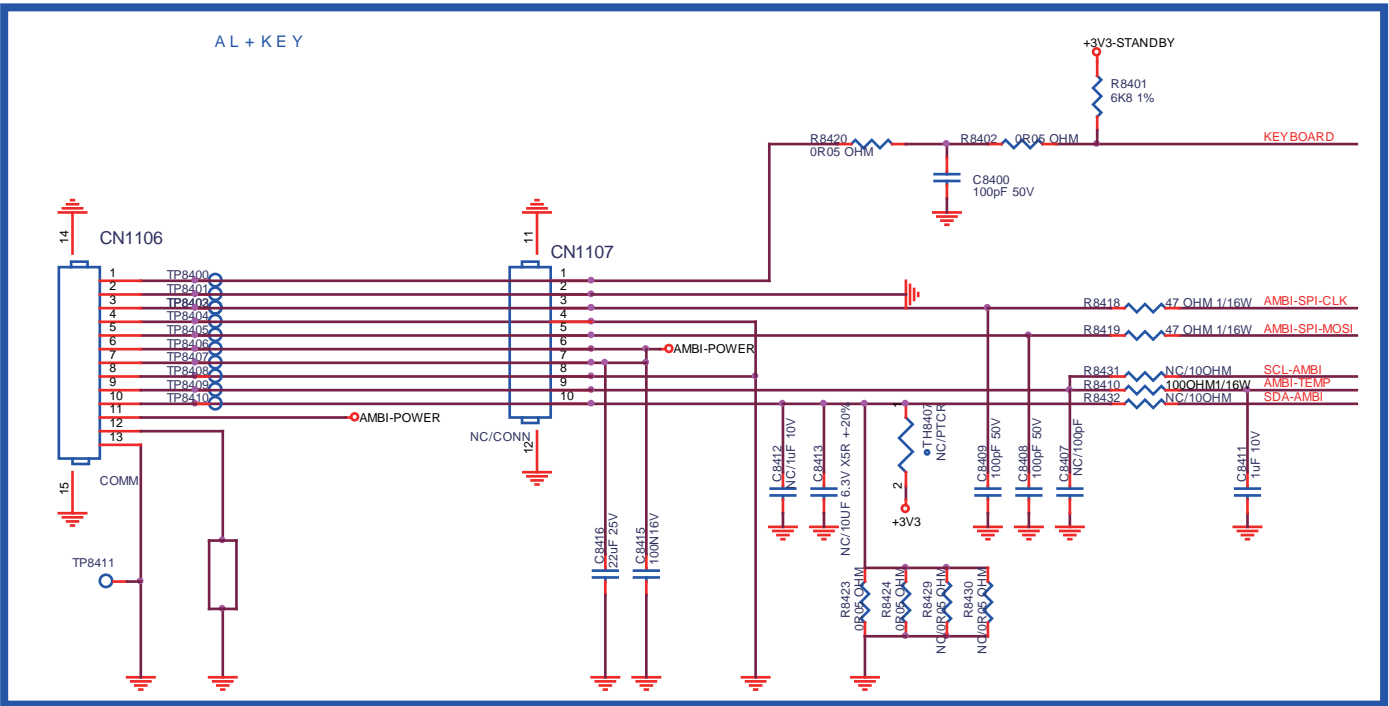 AL+KEY
+3V3-STANDBY
R8401
6K8 1%
R8420
0R05 OHM
R8402
0R05 OHM
KEYBOARD
C8400
100pF 50V
14
CN1106
11
CN1107
1
2
3
4
5
6
7
8
9
10
11
12
13
TP8400
TP8401
TP8404
TP8405
TP8406
TP8407
TP8408
TP8409
TP8410
1
2
3
4
5
6
7
8
9
10
AMBI-POWER
AMBI-POWER
R8418
47 OHM 1/16W
AMBI-SPI-CLK
R8419
47 OHM 1/16W
AMBI-SPI-MOSI
R8431
NC/10OHM
SCL-AMBI
R8410
100OHM1/16W
AMBI-TEMP
R8432
NC/10OHM
SDA-AMBI
NC/CONN
12
COMM
15
TP8411
C8416
22uF 25V
C8415
100N16V
C8412
NC/1uF 10V
C8413
NC/10UF 6.3V X5R +-20%
1
TH8407
NC/PTCR
2
+3V3
C8409
100pF 50V
C8408
100pF 50V
C8407
NC/100pF
C8411
1uF 10V
R8423
0R05 OHM
R8424
0R05 OHM
R8429
NC/0R05 OHM
R8430
NC/0R05 OHM